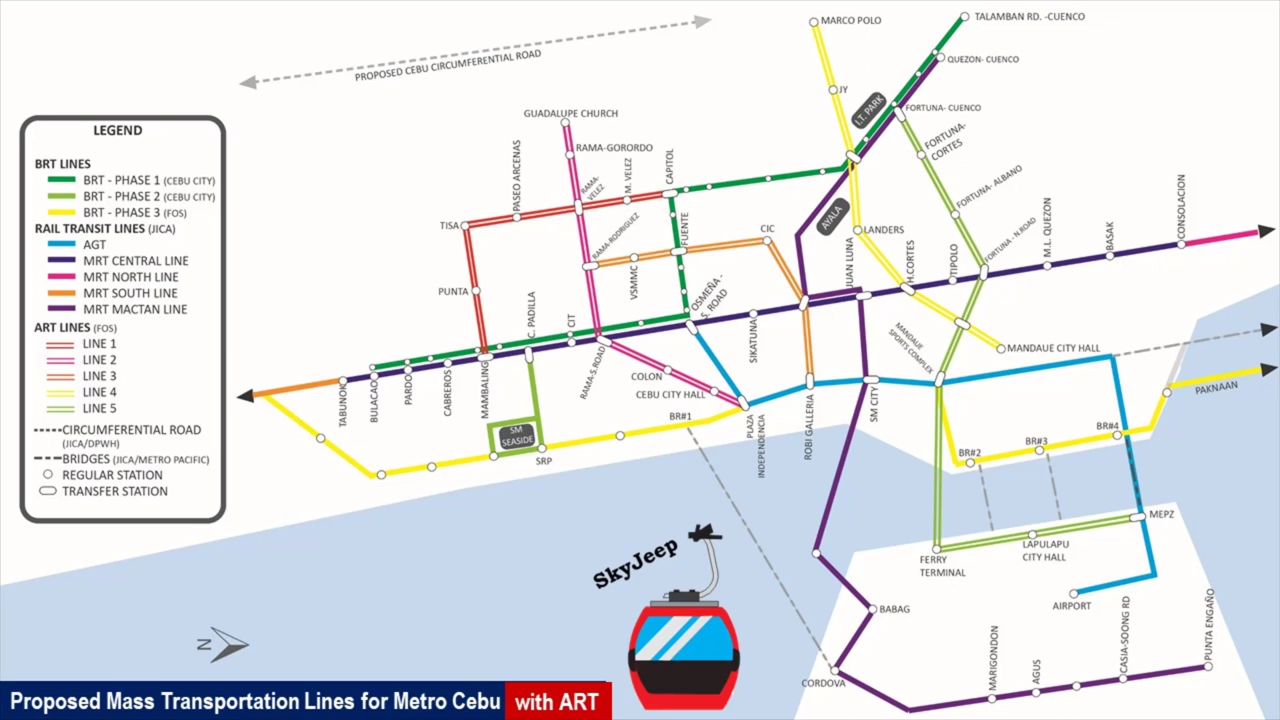 PROPOSED CEBU CIRCUMFERENTIAL ROAD
MARCO POLO
TALAMBAN RD. -CUENCO
QUEZON- CUENCO
JY
I.T. PARK
FORTUNA- CUENCO
GUADALUPE CHURCH
RAMA-GORORDO
FORTUNA-
CORTES
PASEO ARCENAS
RAMA-
VELEZ
M. VELEZ
CAPITOL
FORTUNA- ALBANO
TISA
RAMA-RODRIGUEZ
FUENTE
CIC
AYALA
LANDERS
M.L. QUEZON
BASAK
CONSOLACION
PUNTA
VSMMC
JUAN LUNA
H.CORTES
TIPOLO
FORTUNA - N.ROAD
C. PADILLA
CIT
OSMEÑA -
S. ROAD
SIKATUNA
MANDAUE
SPORTS COMPLEX
MANDAUE CITY HALL
TABUNOK
BULACAO
PARDO
CABREROS
MAMBALING
RAMA-S.ROAD
COLON
CEBU CITY HALL
PLAZA
INDEPENDENCIA
ROBI GALLERIA
SM CITY
PAKNAAN
SM
SEASIDE
SRP
BR#1
BR#2
BR#3
BR#4
MEPZ
FERRY
TERMINAL
LAPULAPU
CITY HALL
AIRPORT
BABAG
CORDOVA
MARIGONDON
AGUS
CASIA-SOONG RD
PUNTA ENGAÑO
LEGEND
BRT LINES
BRT - PHASE 1 (CEBU CITY)
BRT - PHASE 2 (CEBU CITY)
BRT - PHASE 3 (FOS)
RAIL TRANSIT LINES (JICA)
AGT
MRT CENTRAL LINE
MRT NORTH LINE
MRT SOUTH LINE
MRT MACTAN LINE
ART LINES (FOS)
LINE 1
LINE 2
LINE 3
LINE 4
LINE 5
CIRCUMFERENTIAL ROAD
(JICA/DPWH)
BRIDGES (JICA/METRO PACIFIC)
REGULAR STATION
TRANSFER STATION
SkyJeep
N
Proposed Mass Transportation Lines for Metro Cebu with ART